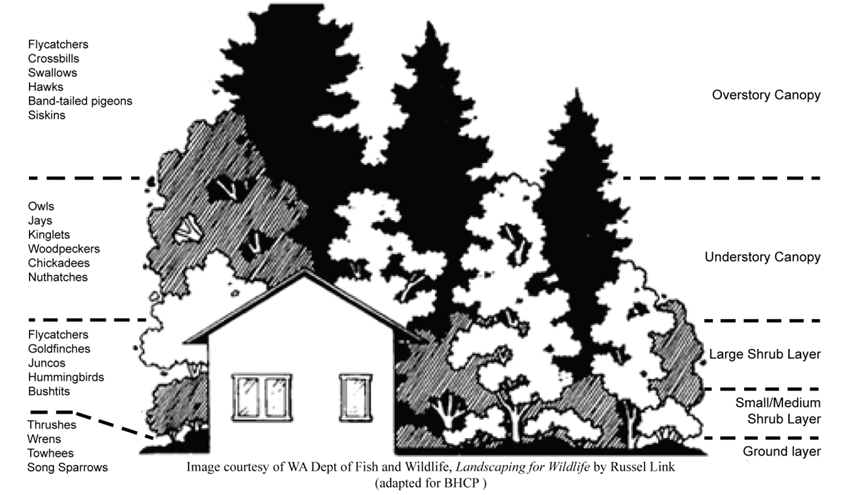 Flycatchers
Crossbills
Swallows
Hawks
Band-tailed pigeons
Siskins
Overstory Canopy
Owls
Jays
Kinglets
Woodpeckers
Chickadees
Nuthatches
Understory Canopy
Flycatchers
Goldfinches
Juncos
Hummingbirds
Bushtits
Large Shrub Layer
Small/Medium
Shrub Layer
Thrushes
Wrens
Towhees
Song Sparrows
Ground layer
Image courtesy of WA Dept of Fish and Wildlife, Landscaping for Wildlife by Russel Link
(adapted for BHCP )